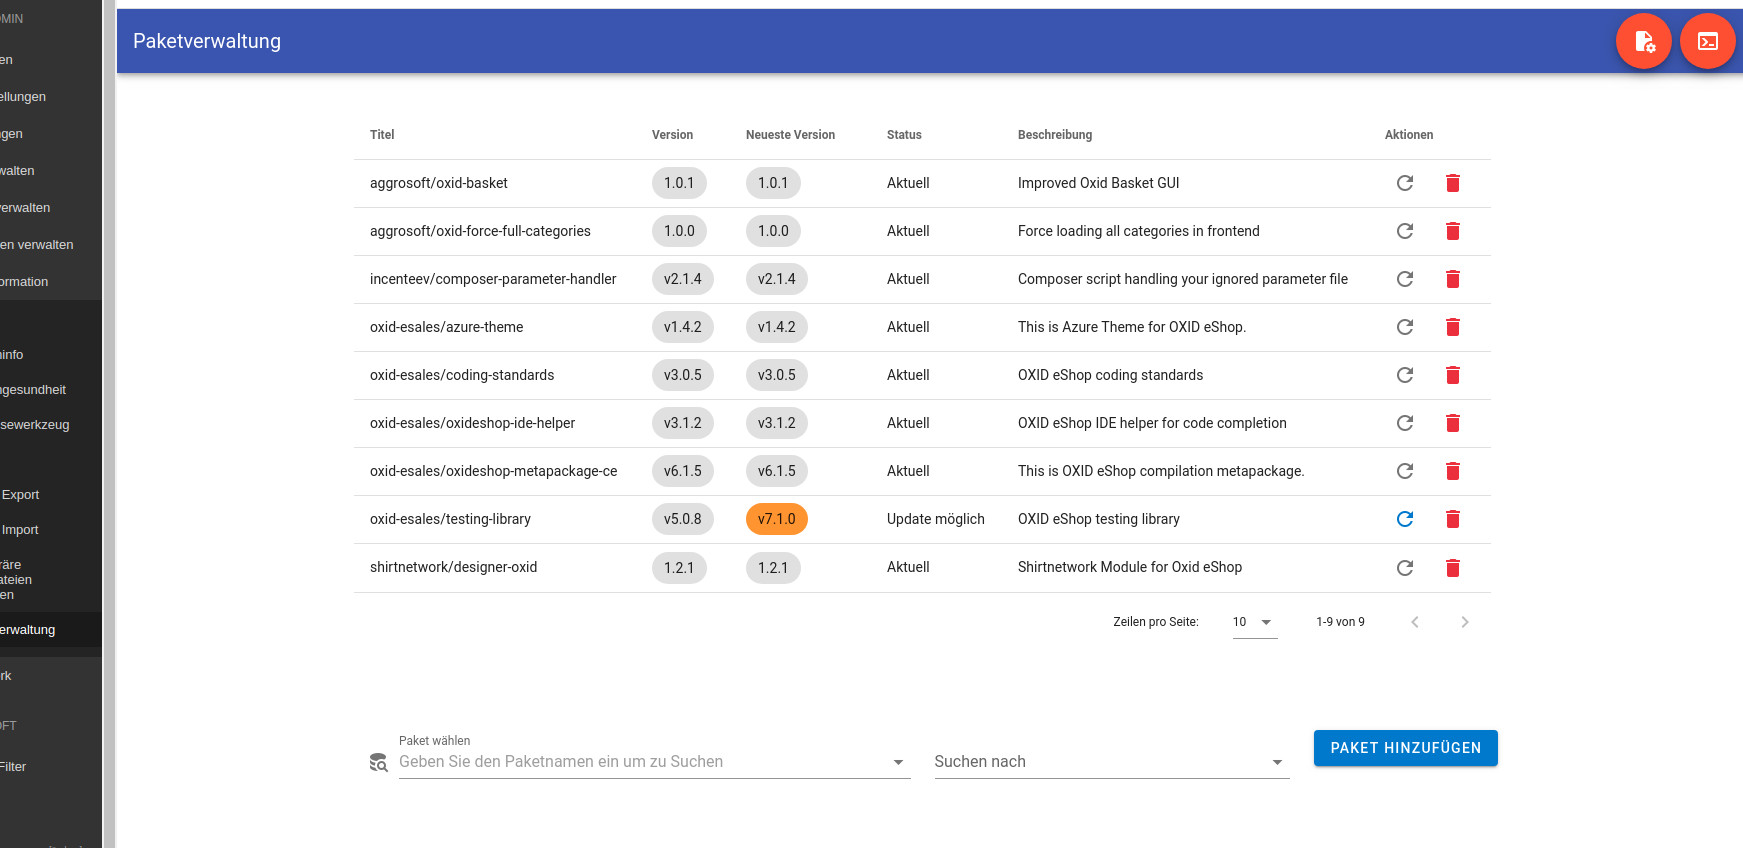 Paketverwaltung
Titel Version Neueste Version Status Beschreibung Aktionen
aggrosoft/oxid-basket 1.0.1 1.0.1 Aktuell Improved Oxid Basket GUI
aggrosoft/oxid-force-full-categories 1.0.0 1.0.0 Aktuell Force loading all categories in frontend
incenteev/composer-parameter-handler v2.1.4 v2.1.4 Aktuell Composer script handling your ignored parameter file
oxid-esales/azure-theme v1.4.2 v1.4.2 Aktuell This is Azure Theme for OXID eShop.
oxid-esales/coding-standards v3.0.5 v3.0.5 Aktuell OXID eShop coding standards
oxid-esales/oxideshop-ide-helper v3.1.2 v3.1.2 Aktuell OXID eShop IDE helper for code completion
oxid-esales/oxideshop-metapackage-ce v6.1.5 v6.1.5 Aktuell This is OXID eShop compilation metapackage.
oxid-esales/testing-library v5.0.8 v7.1.0 Update möglich OXID eShop testing library
shirtnetwork/designer-oxid 1.2.1 1.2.1 Aktuell Shirtnetwork Module for Oxid eShop
Zeilen pro Seite: 10 1-9 von 9
Paket wählen
Geben Sie den Paketnamen ein um zu Suchen
Suchen nach
PAKET HINZUFÜGEN
MIN
en
ellungen
gen
walten
verwalten
en verwalten
ormation
info
gesundheit
sewerkzeug
Export
Import
räre
ateien
en
erwaltung
rk
OFT
Filter